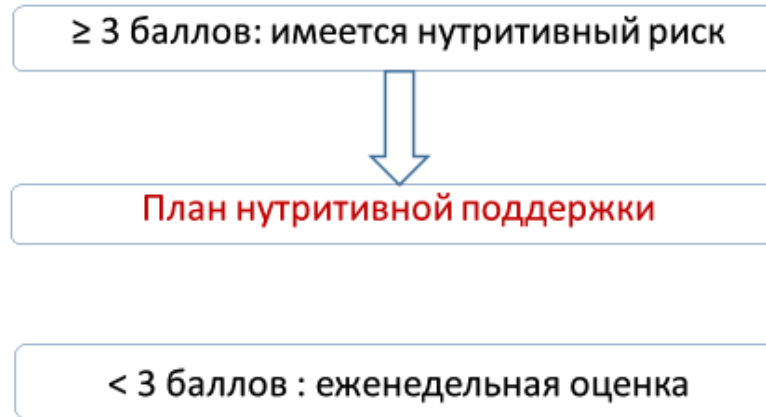 ≥ 3 баллов: имеется нутритивный риск
План нутритивной поддержки
< 3 баллов : еженедельная оценка